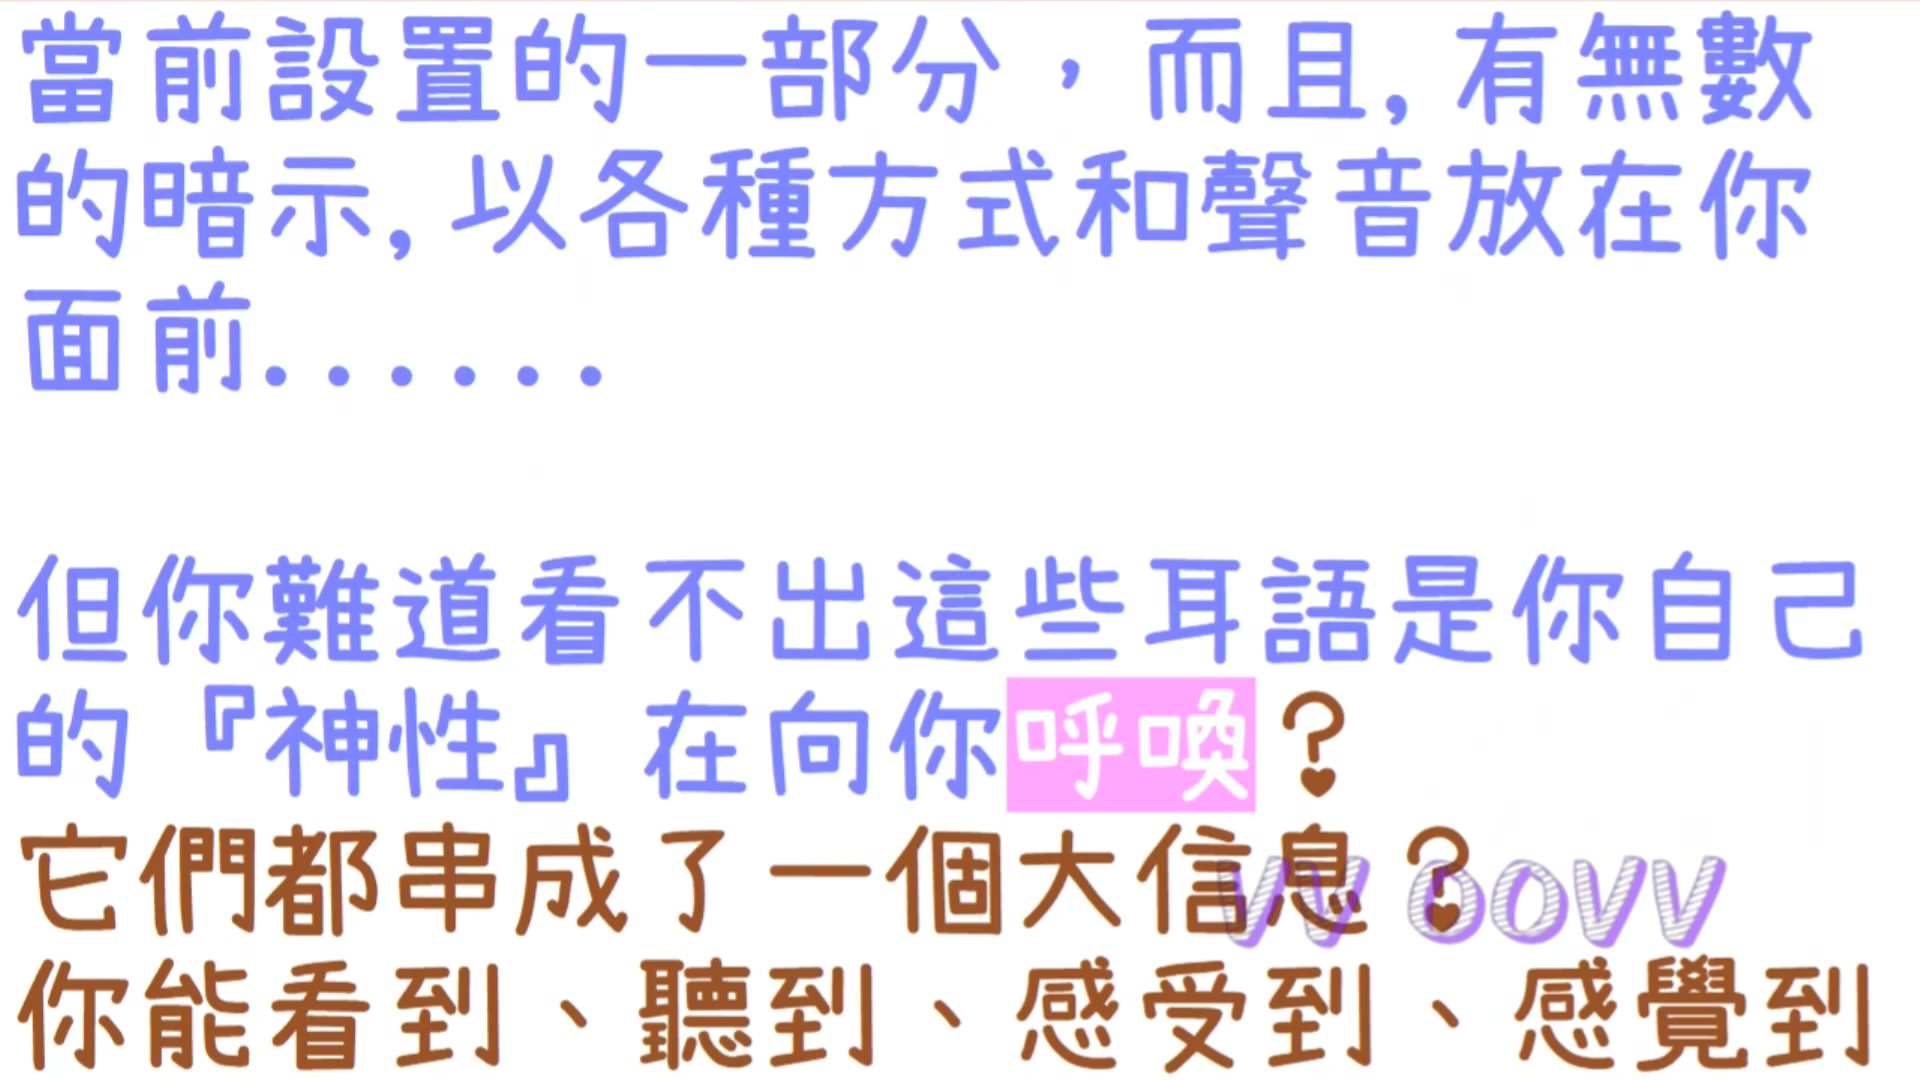 當前設置的一部分，而且,有無數
的暗示,以各種方式和聲音放在你
面前......
但你難道看不出這些耳語是你自己
的『神性』在向你呼喚？
它們都串成了一個大信息？
你能看到、聽到、感受到、感覺到
VV OOVV